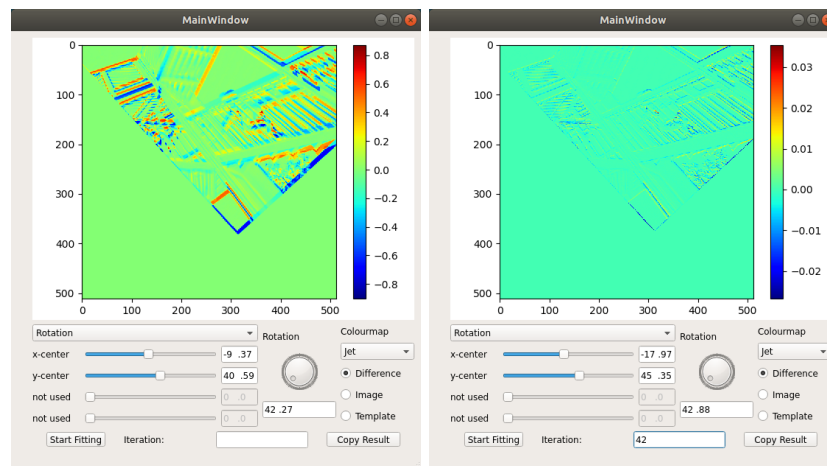 MainWindow
0
100
200
300
400
500
0 100 200 300 400 500
0.8
0.6
0.4
0.2
0.0
−0.2
−0.4
−0.6
−0.8
Rotation
Rotation
Colourmap
Jet
x-center
-9 .37
y-center
40 .59
Difference
not used
0 .0
Image
not used
0 .0
42 .27
Template
Start Fitting
Iteration:
Copy Result
MainWindow
0
100
200
300
400
500
0 100 200 300 400 500
0.03
0.02
0.01
0.00
−0.01
−0.02
Rotation
Rotation
Colourmap
Jet
x-center
-17 .97
y-center
45 .35
Difference
not used
0 .0
Image
not used
0 .0
42 .88
Template
Start Fitting
Iteration:
42
Copy Result